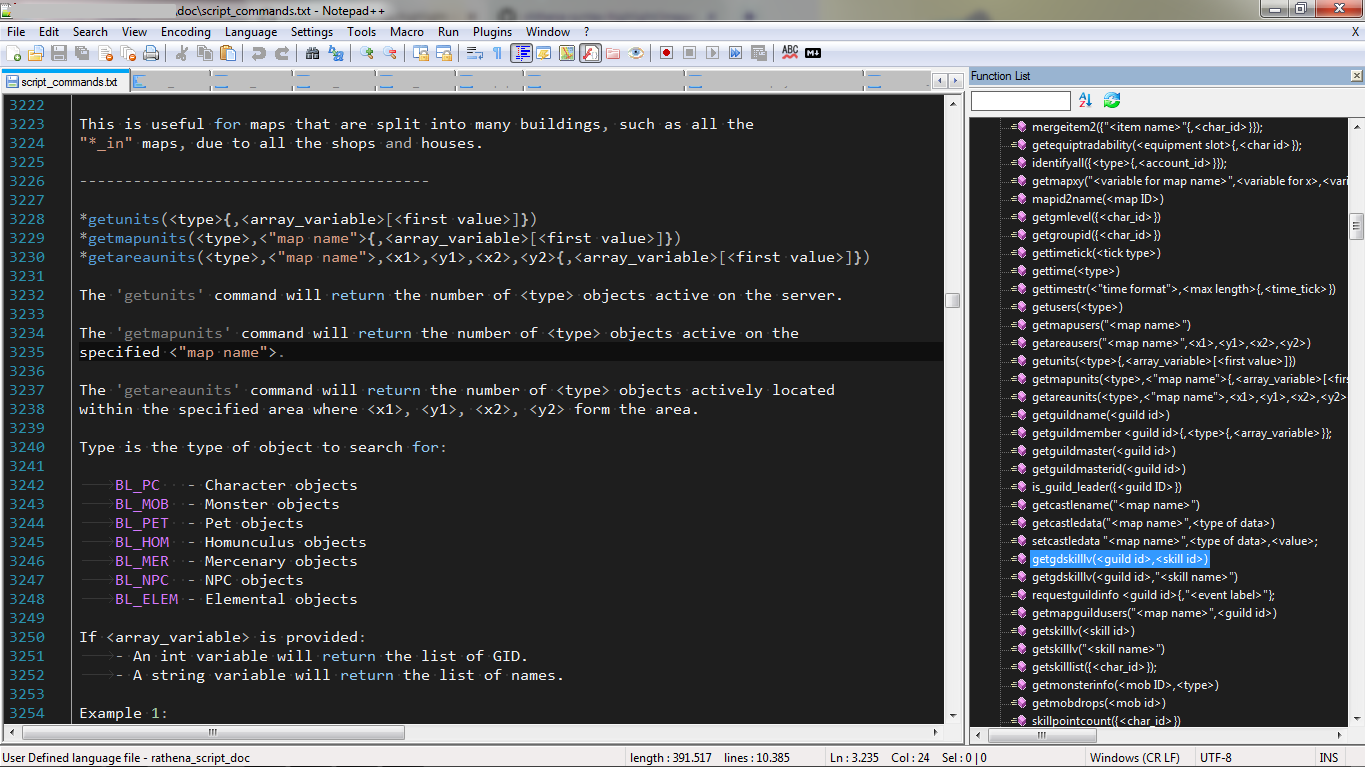 \doc\script_commands.txt - Notepad++
File Edit Search View Encoding Language Settings Tools Macro Run Plugins Window ? X
script_commands.txt
3222
3223 This is useful for maps that are split into many buildings, such as all the
3224 "*_in" maps, due to all the shops and houses.
3225
3226 ---------------------------------------
3227
3228 *getunits(<type>{,<array_variable>[<first value>]})
3229 *getmapunits(<type>,<"map name">{,<array_variable>[<first value>]})
3230 *getareaunits(<type>,<"map name">,<x1>,<y1>,<x2>,<y2>{,<array_variable>[<first value>]})
3231
3232 The 'getunits' command will return the number of <type> objects active on the server.
3233
3234 The 'getmapunits' command will return the number of <type> objects active on the
3235 specified <"map name">.
3236
3237 The 'getareaunits' command will return the number of <type> objects actively located
3238 within the specified area where <x1>, <y1>, <x2>, <y2> form the area.
3239
3240 Type is the type of object to search for:
3241
3242 BL_PC - Character objects
3243 BL_MOB - Monster objects
3244 BL_PET - Pet objects
3245 BL_HOM - Homunculus objects
3246 BL_MER - Mercenary objects
3247 BL_NPC - NPC objects
3248 BL_ELEM - Elemental objects
3249
3250 If <array_variable> is provided:
3251 - An int variable will return the list of GID.
3252 - A string variable will return the list of names.
3253
3254 Example 1:
Function List
mergeitem2({"<item name>"{,<char_id>}});
getequiptradability(<equipment slot>{,<char id>});
identifyall({<type>{,<account_id>}});
getmapxy("<variable for map name>",<variable for x>,<vari
mapid2name(<map ID>)
getgmlevel({<char_id>})
getgroupid({<char_id>})
gettimetick(<tick type>)
gettime(<type>)
gettimestr(<"time format">,<max length>{,<time_tick>})
getusers(<type>)
getmapusers("<map name>")
getareausers("<map name>",<x1>,<y1>,<x2>,<y2>)
getunits(<type>{,<array_variable>[<first value>]})
getmapunits(<type>,<"map name">{,<array_variable>[<firs
getareaunits(<type>,<"map name">,<x1>,<y1>,<x2>,<y2>
getguildname(<guild id>)
getguildmember <guild id>{,<type>{,<array_variable>}};
getguildmaster(<guild id>)
getguildmasterid(<guild id>)
is_guild_leader({<guild ID>})
getcastlename("<map name>")
getcastledata("<map name>",<type of data>)
setcastledata "<map name>",<type of data>,<value>;
getgdskilllv(<guild id>,<skill id>)
getgdskilllv(<guild id>,"<skill name>")
requestguildinfo <guild id>{,"<event label>"};
getmapguildusers("<map name>",<guild id>)
getskilllv(<skill id>)
getskilllv("<skill name>")
getskilllist({<char_id>});
getmonsterinfo(<mob ID>,<type>)
getmobdrops(<mob id>)
skillpointcount({<char_id>})
User Defined language file - rathena_script_doc length : 391.517 lines : 10.385 Ln : 3.235 Col : 24 Sel : 0 | 0 Windows (CR LF) UTF-8 INS